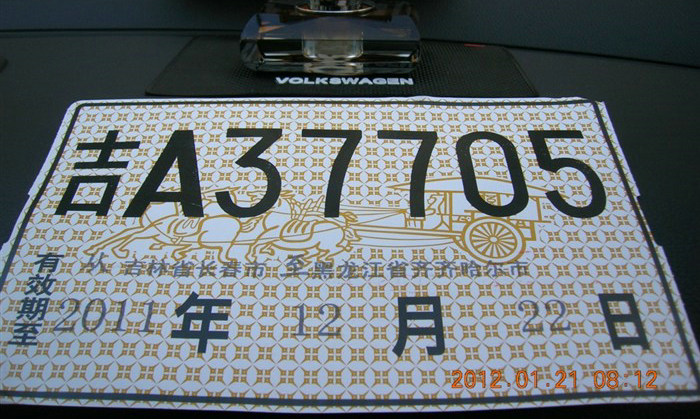 VOLKSWAGEN
吉A37705
从 吉林省长春市 至 黑龙江省齐齐哈尔市
有效期至 2011 年 12 月 22 日
2012.01.21 08:12